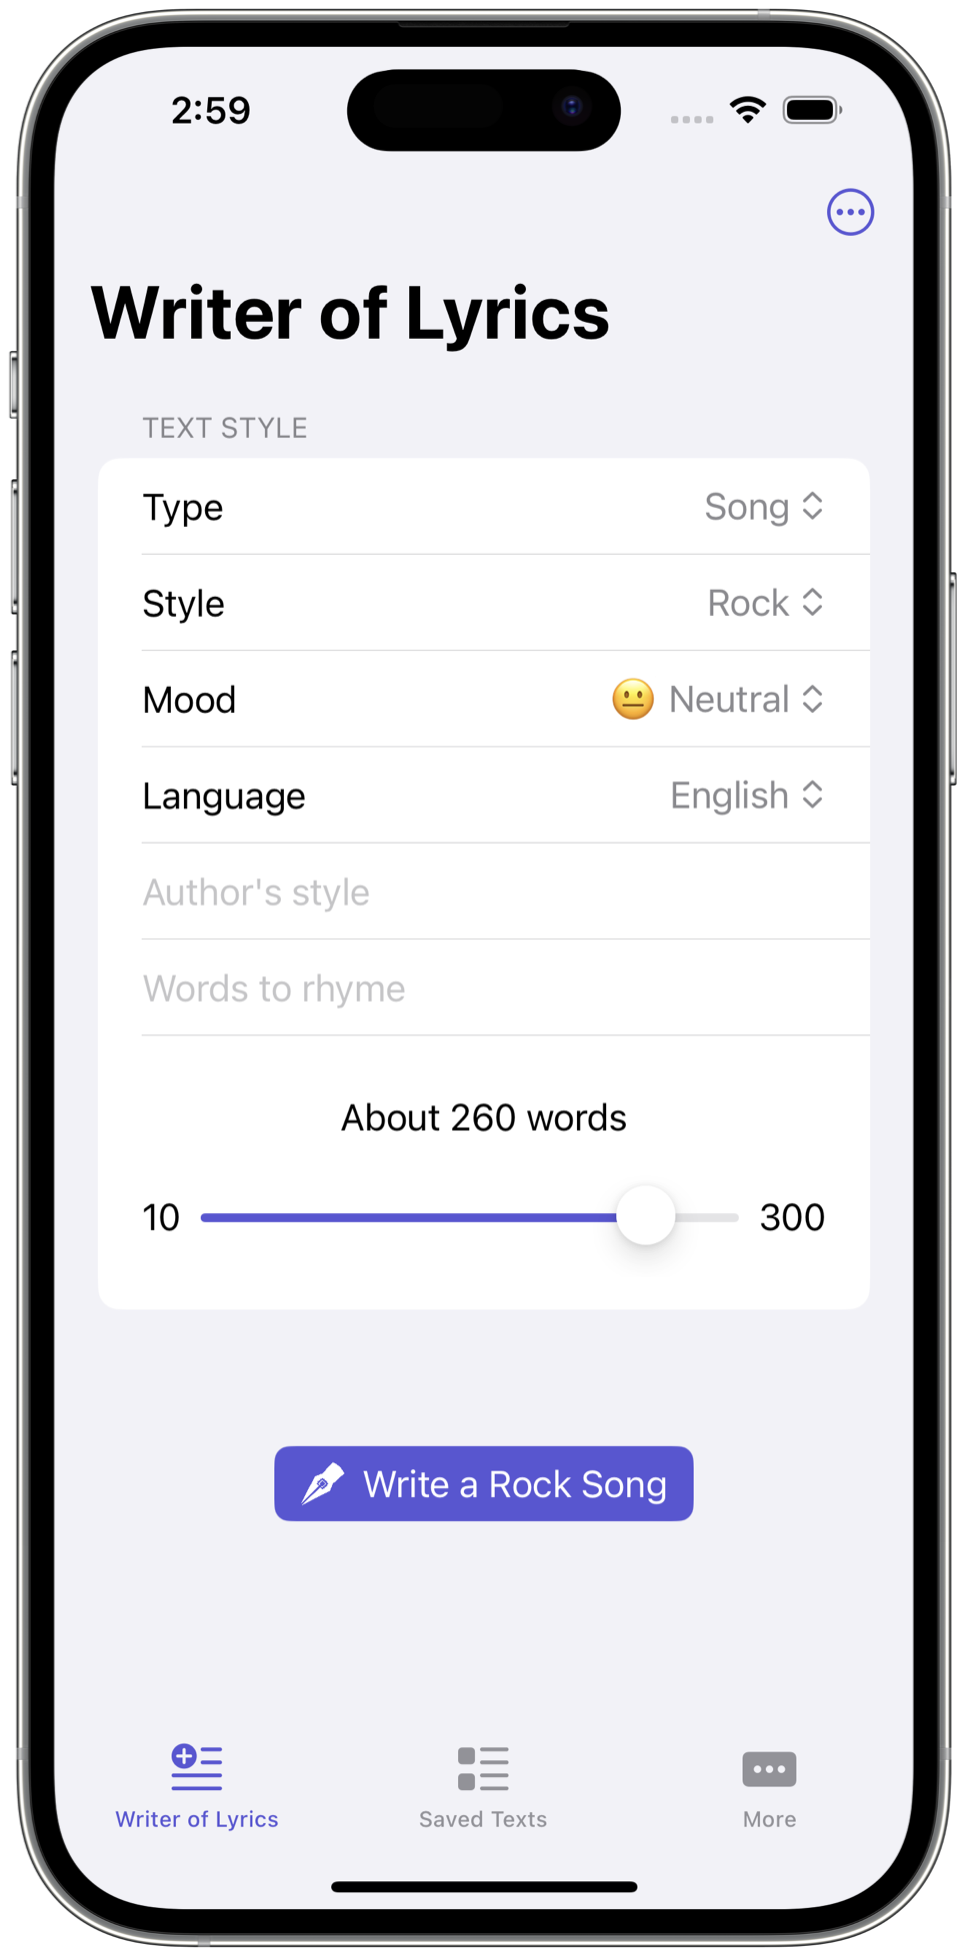 2:59
Writer of Lyrics
TEXT STYLE
Type Song
Style Rock
Mood 😐 Neutral
Language English
Author's style
Words to rhyme
About 260 words
10 300
Write a Rock Song
Writer of Lyrics Saved Texts More